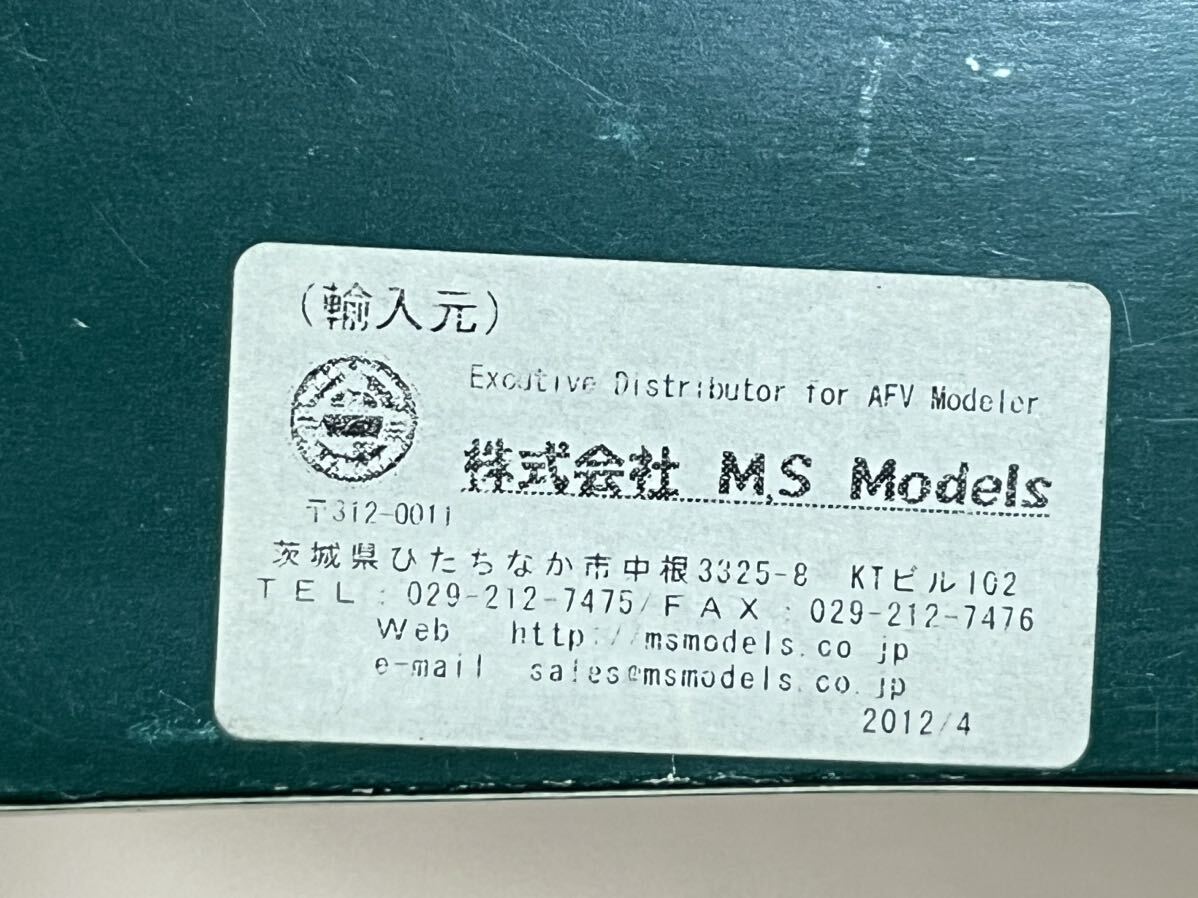 (輸入元)
Excutive Distributor for AFV Modeler
株式会社 M.S Models
〒312-0011
茨城県ひたちなか市中根3325-8 KTビル102
TEL:029-212-7475/FAX:029-212-7476
Web http://msmodels.co.jp
e-mail sales@msmodels.co.jp
2012/4